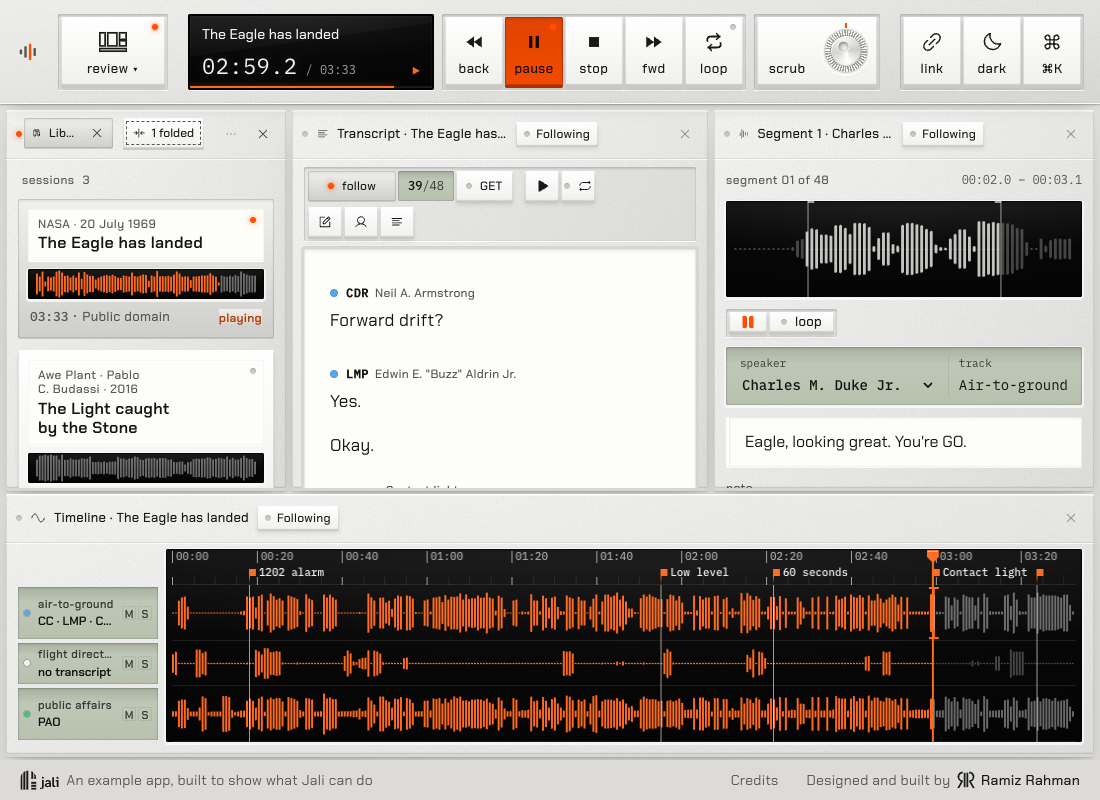 review
The Eagle has landed
02:59.2 / 03:33
back
pause
stop
fwd
loop
scrub
link
dark
⌘K
Lib...
1 folded
sessions 3
NASA · 20 July 1969
The Eagle has landed
03:33 · Public domain
playing
Awe Plant · Pablo
C. Budassi · 2016
The Light caught
by the Stone
Transcript · The Eagle has...
Following
follow
39/48
GET
CDR Neil A. Armstrong
Forward drift?
LMP Edwin E. "Buzz" Aldrin Jr.
Yes.
Okay.
Segment 1 · Charles ...
Following
segment 01 of 48
00:02.0 – 00:03.1
loop
speaker
Charles M. Duke Jr.
track
Air-to-ground
Eagle, looking great. You're GO.
Timeline · The Eagle has landed
Following
00:00 00:20 00:40 01:00 01:20 01:40 02:00 02:20 02:40 03:00 03:20
1202 alarm Low level 60 seconds Contact light
air-to-ground
CC · LMP · C...
M S
flight direct...
no transcript
M S
public affairs
PAO
M S
jali An example app, built to show what Jali can do
Credits
Designed and built by Ramiz Rahman